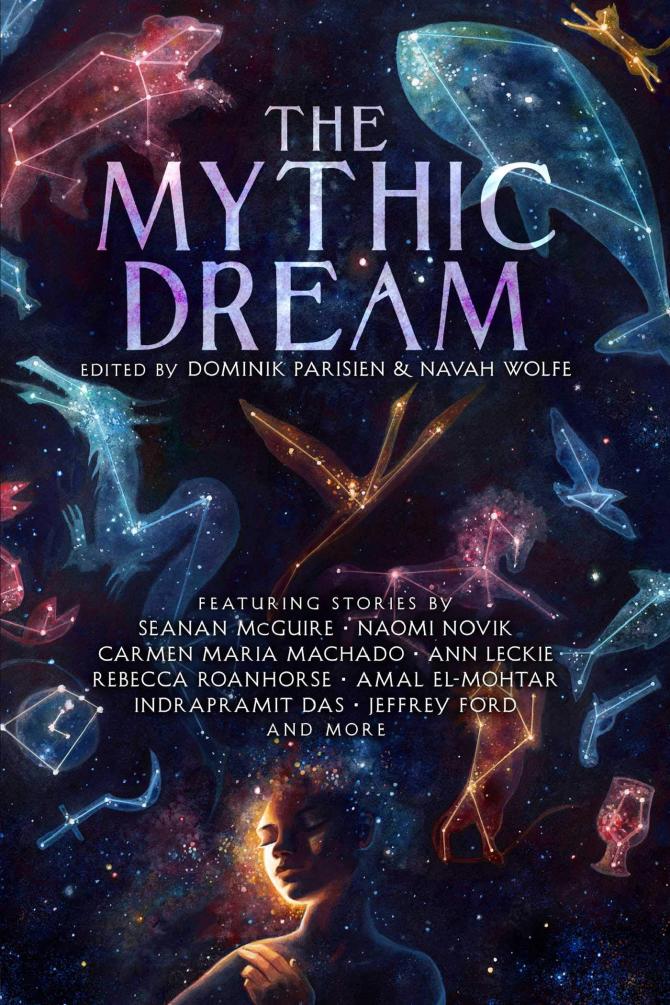 THE
MYTHIC
DREAM
EDITED BY DOMINIK PARISIEN & NAVAH WOLFE
FEATURING STORIES BY
SEANAN McGUIRE · NAOMI NOVIK
CARMEN MARIA MACHADO · ANN LECKIE
REBECCA ROANHORSE · AMAL EL-MOHTAR
INDRAPRAMIT DAS · JEFFREY FORD
AND MORE